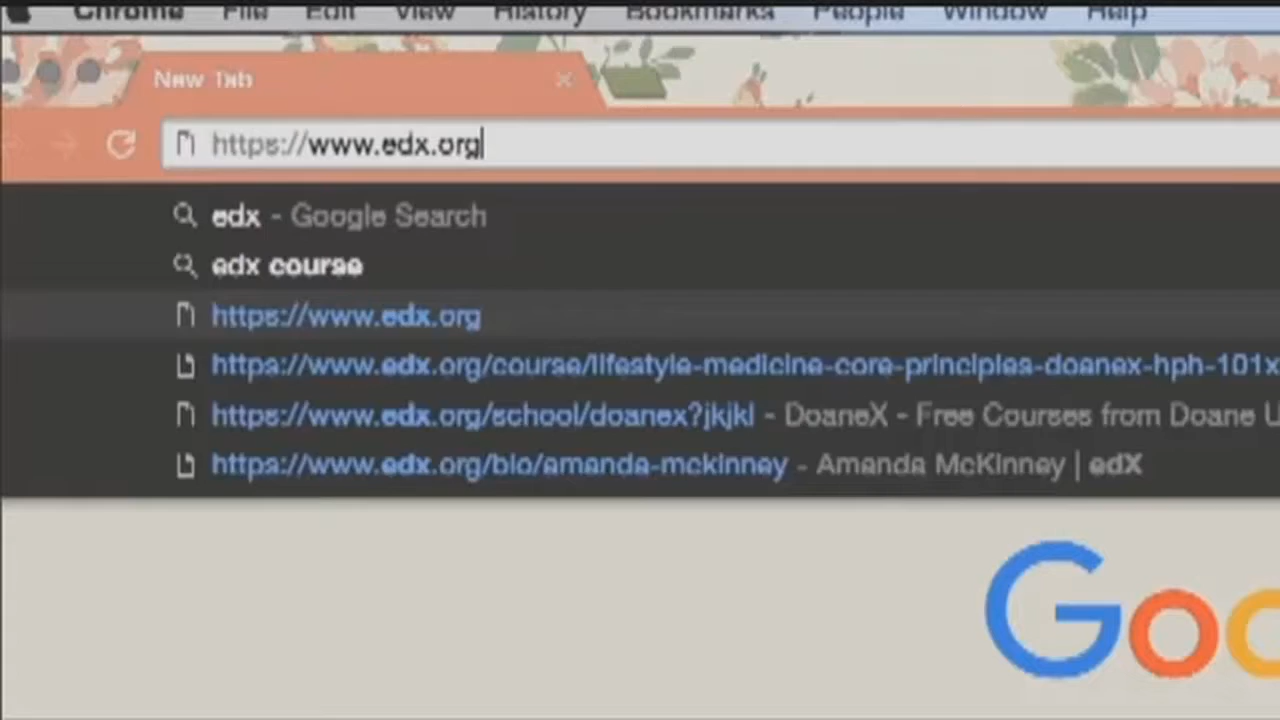 Chrome File Edit View History Bookmarks People Window Help
New Tab
https://www.edx.org
edx - Google Search
edx course
https://www.edx.org
https://www.edx.org/course/lifestyle-medicine-core-principles-doanex-hph-101x
https://www.edx.org/school/doanex?jkjkl - DoaneX - Free Courses from Doane U
https://www.edx.org/bio/amanda-mckinney - Amanda McKinney | edX
Goo